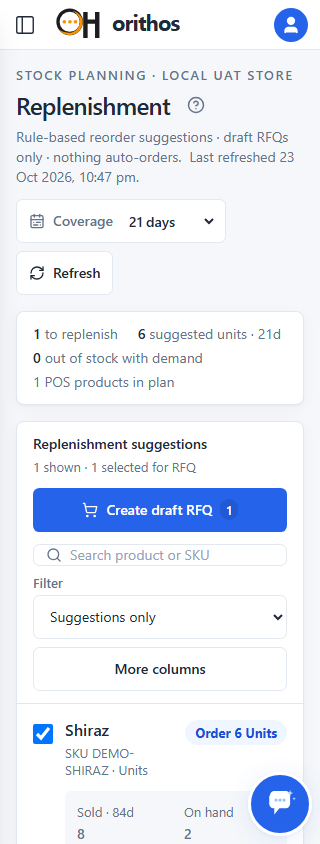 OH orithos
STOCK PLANNING · LOCAL UAT STORE
Replenishment
Rule-based reorder suggestions · draft RFQs
only · nothing auto-orders. Last refreshed 23
Oct 2026, 10:47 pm.
Coverage 21 days
Refresh
1 to replenish 6 suggested units · 21d
0 out of stock with demand
1 POS products in plan
Replenishment suggestions
1 shown · 1 selected for RFQ
Create draft RFQ 1
Search product or SKU
Filter
Suggestions only
More columns
Shiraz Order 6 Units
SKU DEMO-
SHIRAZ · Units
Sold · 84d On hand
8 2